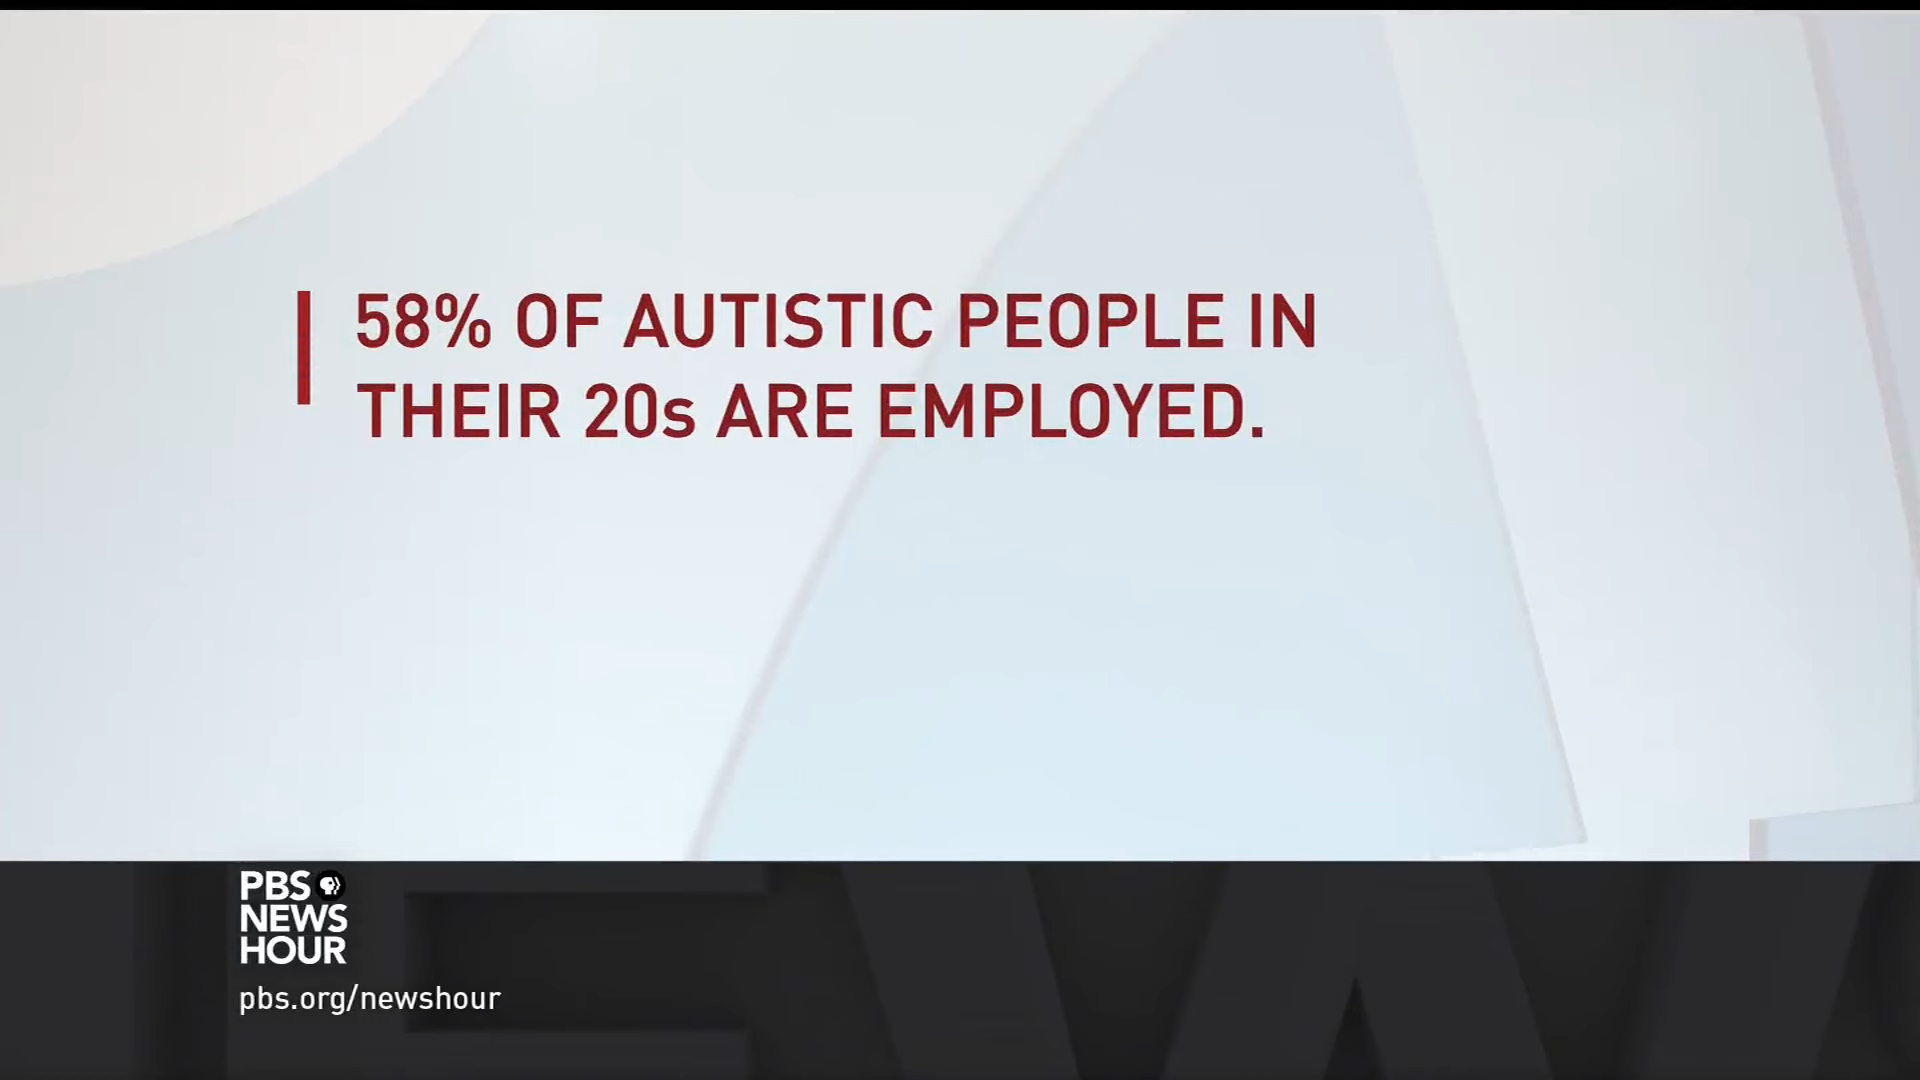 58% OF AUTISTIC PEOPLE IN
THEIR 20s ARE EMPLOYED.
PBS
NEWS
HOUR
pbs.org/newshour